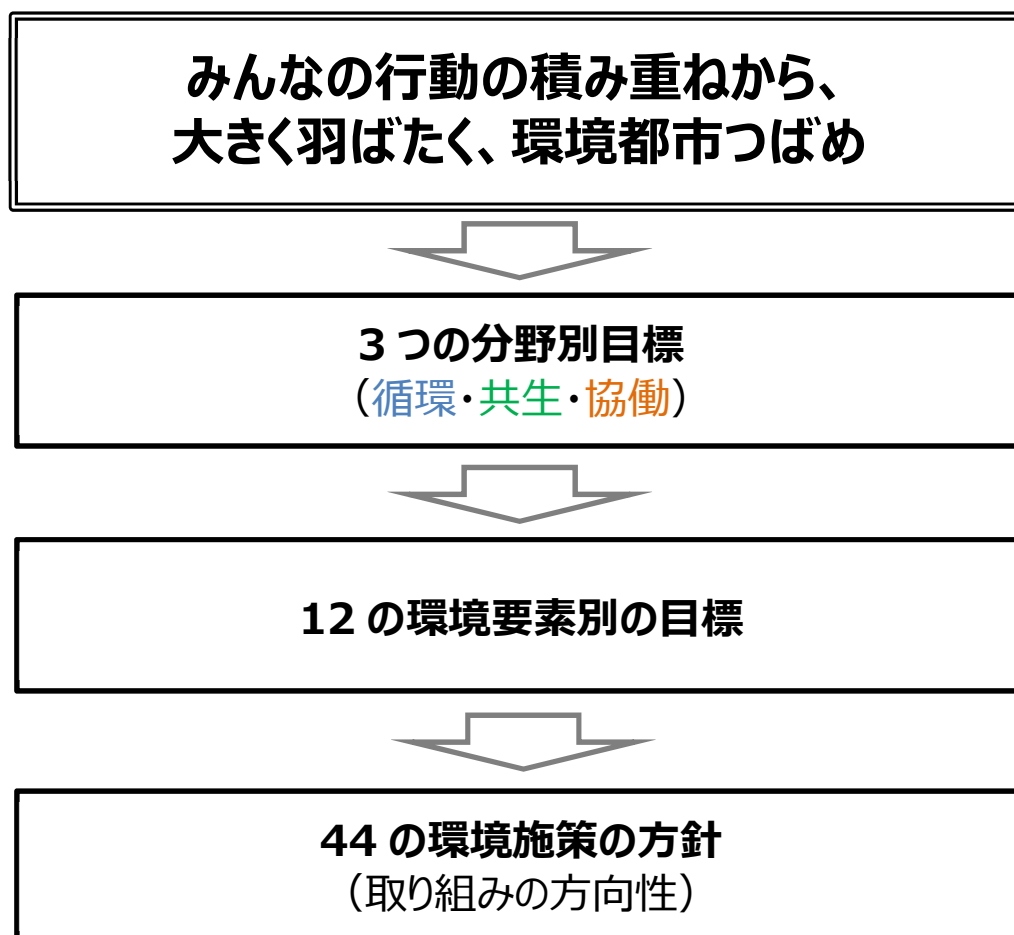 みんなの行動の積み重ねから、
大きく羽ばたく、環境都市つばめ
3 つの分野別目標
（循環・共生・協働）
12 の環境要素別の目標
44 の環境施策の方針
（取り組みの方向性）